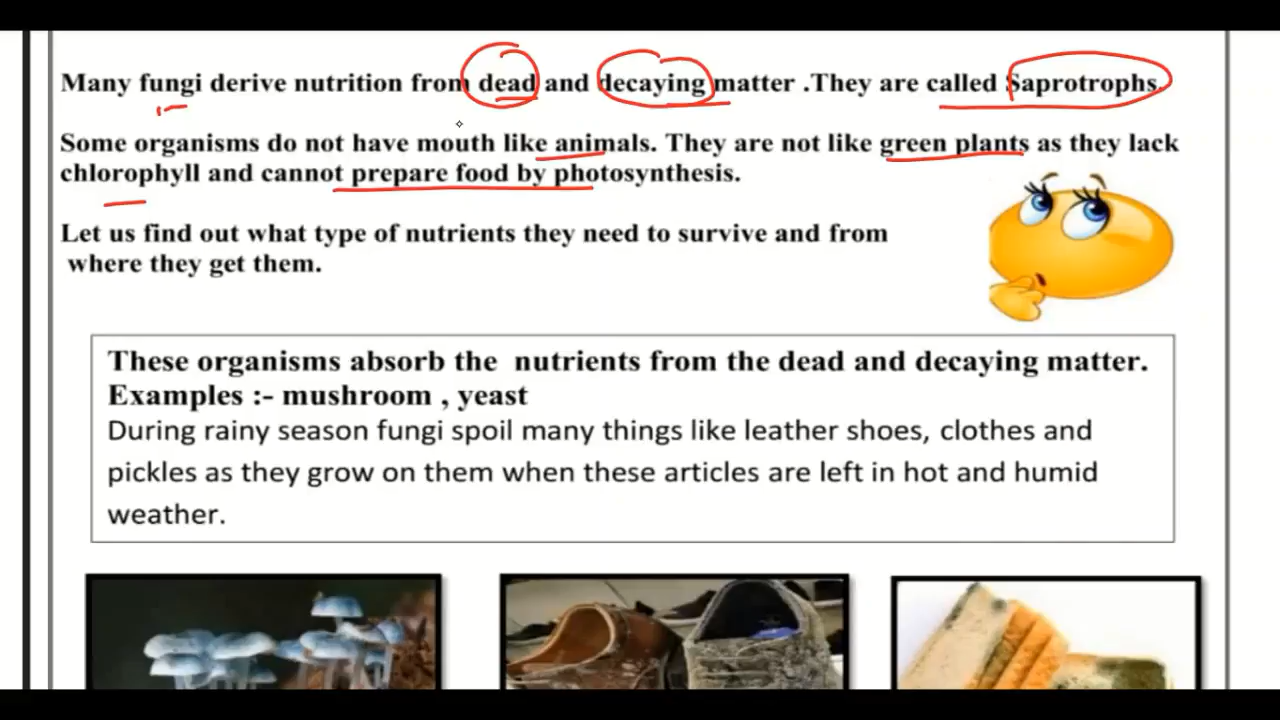 Many fungi derive nutrition from dead and decaying matter .They are called Saprotrophs.
Some organisms do not have mouth like animals. They are not like green plants as they lack
chlorophyll and cannot prepare food by photosynthesis.
Let us find out what type of nutrients they need to survive and from
where they get them.
These organisms absorb the nutrients from the dead and decaying matter.
Examples :- mushroom , yeast
During rainy season fungi spoil many things like leather shoes, clothes and
pickles as they grow on them when these articles are left in hot and humid
weather.